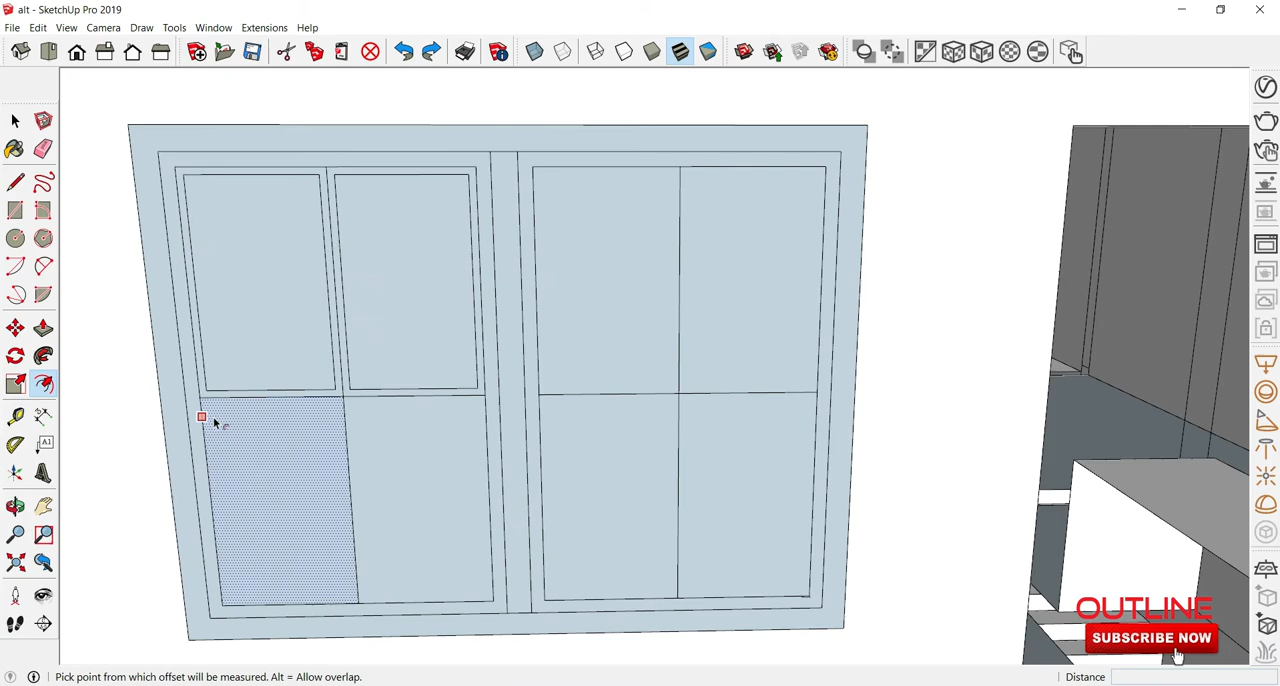 alt - SketchUp Pro 2019
File Edit View Camera Draw Tools Window Extensions Help
A1
OUTLINE
SUBSCRIBE NOW
Pick point from which offset will be measured. Alt = Allow overlap.
Distance